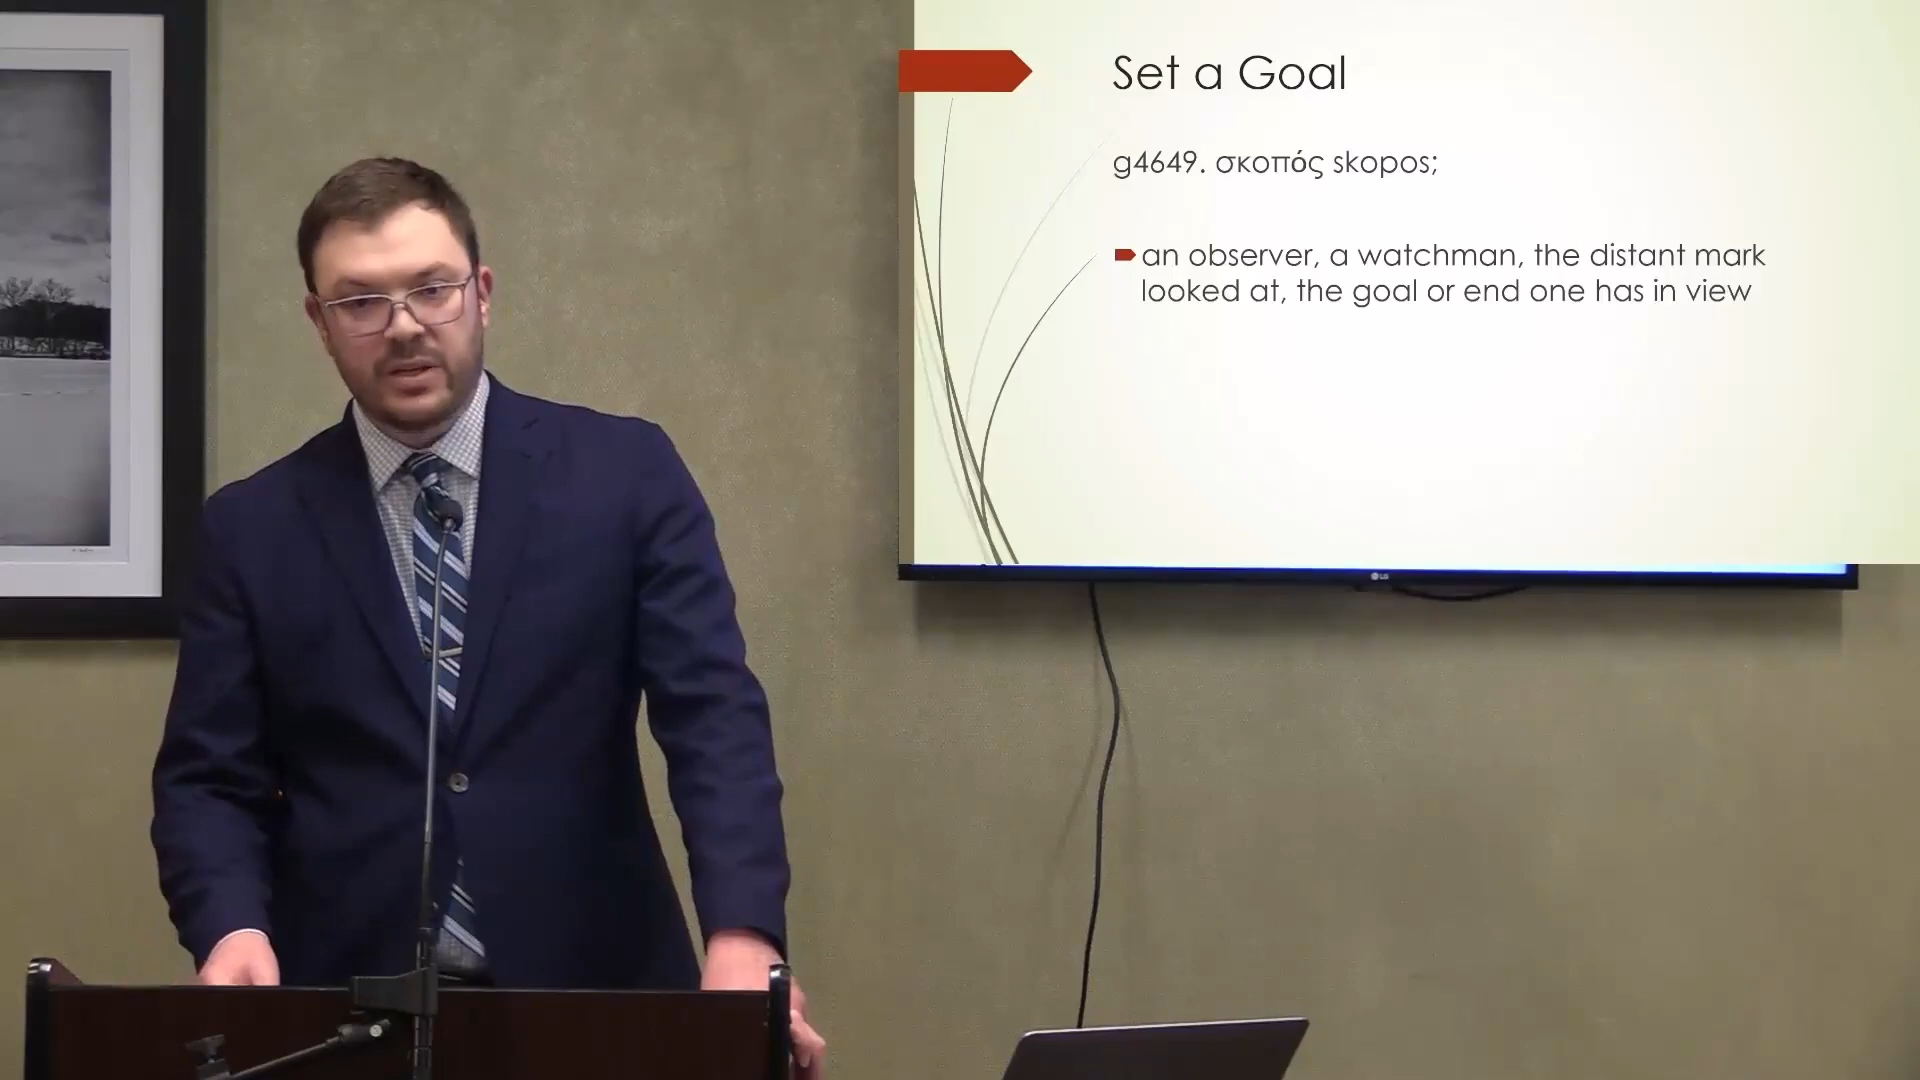 Set a Goal
g4649. σκοπός skopos;
an observer, a watchman, the distant mark
looked at, the goal or end one has in view
LG